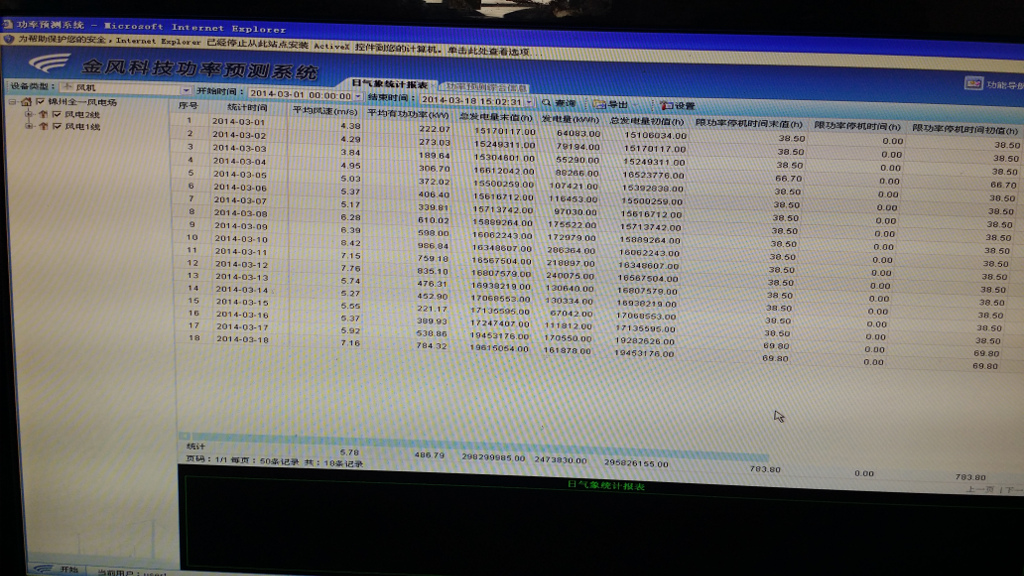 功率预测系统 - Microsoft Internet Explorer
为帮助保护您的安全，Internet Explorer 已经停止从此站点安装 ActiveX 控件到您的计算机。单击此处查看选项
金风科技功率预测系统
日气象统计报表 功率预测综合信息 功能导航
设备类型： 风机 开始时间： 2014-03-01 00:00:00 结束时间： 2014-03-18 15:02:31 查询 导出 设置
锦州全一风电场
风电2线
风电1线
序号 统计时间 平均风速(m/s) 平均有功功率(kW) 总发电量末值(h) 发电量(kWh) 总发电量初值(h) 限功率停机时间末值(h) 限功率停机时间(h) 限功率停机时间初值(h)
1 2014-03-01 4.38 222.07 15170117.00 64083.00 15106034.00 38.50 0.00 38.50
2 2014-03-02 4.29 273.03 15249311.00 79194.00 15170117.00 38.50 0.00 38.50
3 2014-03-03 3.84 189.64 15304601.00 55290.00 15249311.00 38.50 0.00 38.50
4 2014-03-04 4.95 306.70 16612042.00 88266.00 16523776.00 66.70 0.00 66.70
5 2014-03-05 5.03 372.02 15500259.00 107421.00 15392838.00 38.50 0.00 38.50
6 2014-03-06 5.37 406.40 15616712.00 116453.00 15500259.00 38.50 0.00 38.50
7 2014-03-07 5.17 339.81 15713742.00 97030.00 15616712.00 38.50 0.00 38.50
8 2014-03-08 6.28 610.02 15889264.00 175522.00 15713742.00 38.50 0.00 38.50
9 2014-03-09 6.39 598.00 16062243.00 172979.00 15889264.00 38.50 0.00 38.50
10 2014-03-10 8.42 986.84 16348607.00 286364.00 16062243.00 38.50 0.00 38.50
11 2014-03-11 7.15 759.18 16567504.00 218897.00 16348607.00 38.50 0.00 38.50
12 2014-03-12 7.76 835.10 16807579.00 240075.00 16567504.00 38.50 0.00 38.50
13 2014-03-13 5.74 476.31 16938219.00 130640.00 16807579.00 38.50 0.00 38.50
14 2014-03-14 5.27 452.90 17068553.00 130334.00 16938219.00 38.50 0.00 38.50
15 2014-03-15 5.55 221.17 17135595.00 67042.00 17068553.00 38.50 0.00 38.50
16 2014-03-16 5.37 389.93 17247407.00 111812.00 17135595.00 38.50 0.00 38.50
17 2014-03-17 5.92 538.86 19453176.00 170550.00 19282626.00 69.80 0.00 69.80
18 2014-03-18 7.16 784.32 19615054.00 161878.00 19453176.00 69.80 0.00 69.80
统计 5.78 486.79 298299985.00 2473830.00 295826155.00 783.80 0.00 783.80
页码：1/1 每页：50条记录 共：18条记录 上一页 | 下一
日气象统计报表
开始 当前用户：user1